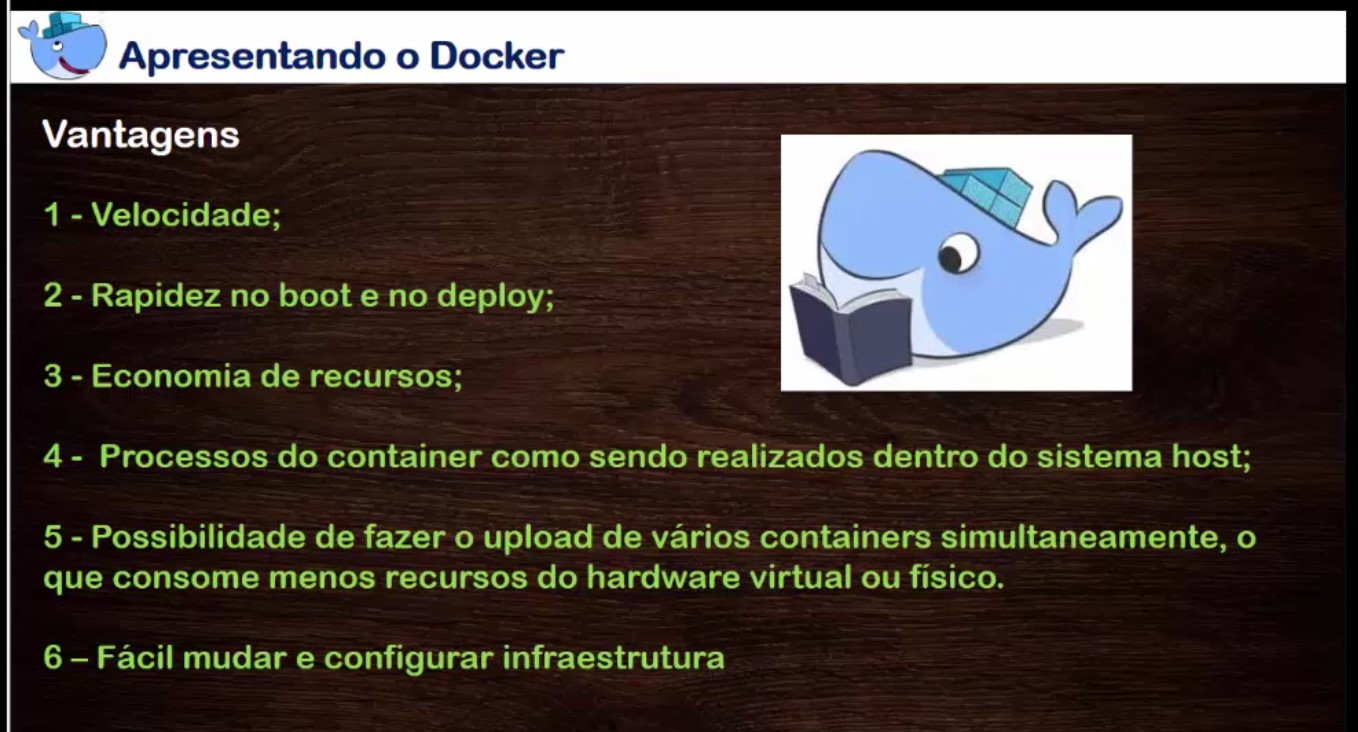 Apresentando o Docker
Vantagens
1 - Velocidade;
2 - Rapidez no boot e no deploy;
3 - Economia de recursos;
4 - Processos do container como sendo realizados dentro do sistema host;
5 - Possibilidade de fazer o upload de vários containers simultaneamente, o
que consome menos recursos do hardware virtual ou físico.
6 – Fácil mudar e configurar infraestrutura